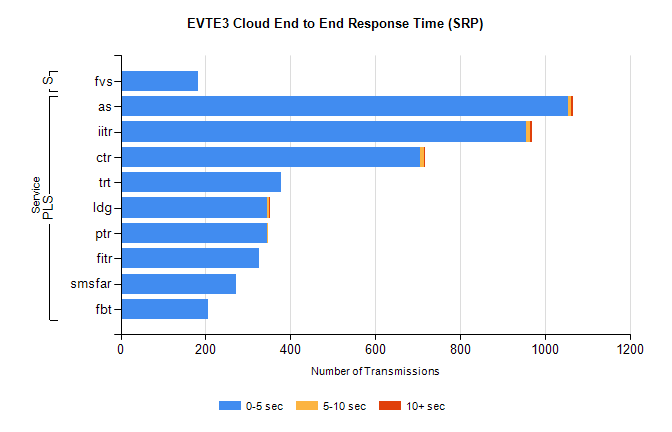 EVTE3 Cloud End to End Response Time (SRP)
Service
S
PLS
fvs
as
iitr
ctr
trt
ldg
ptr
fitr
smsfar
fbt
0 200 400 600 800 1000 1200
Number of Transmissions
0-5 sec 5-10 sec 10+ sec